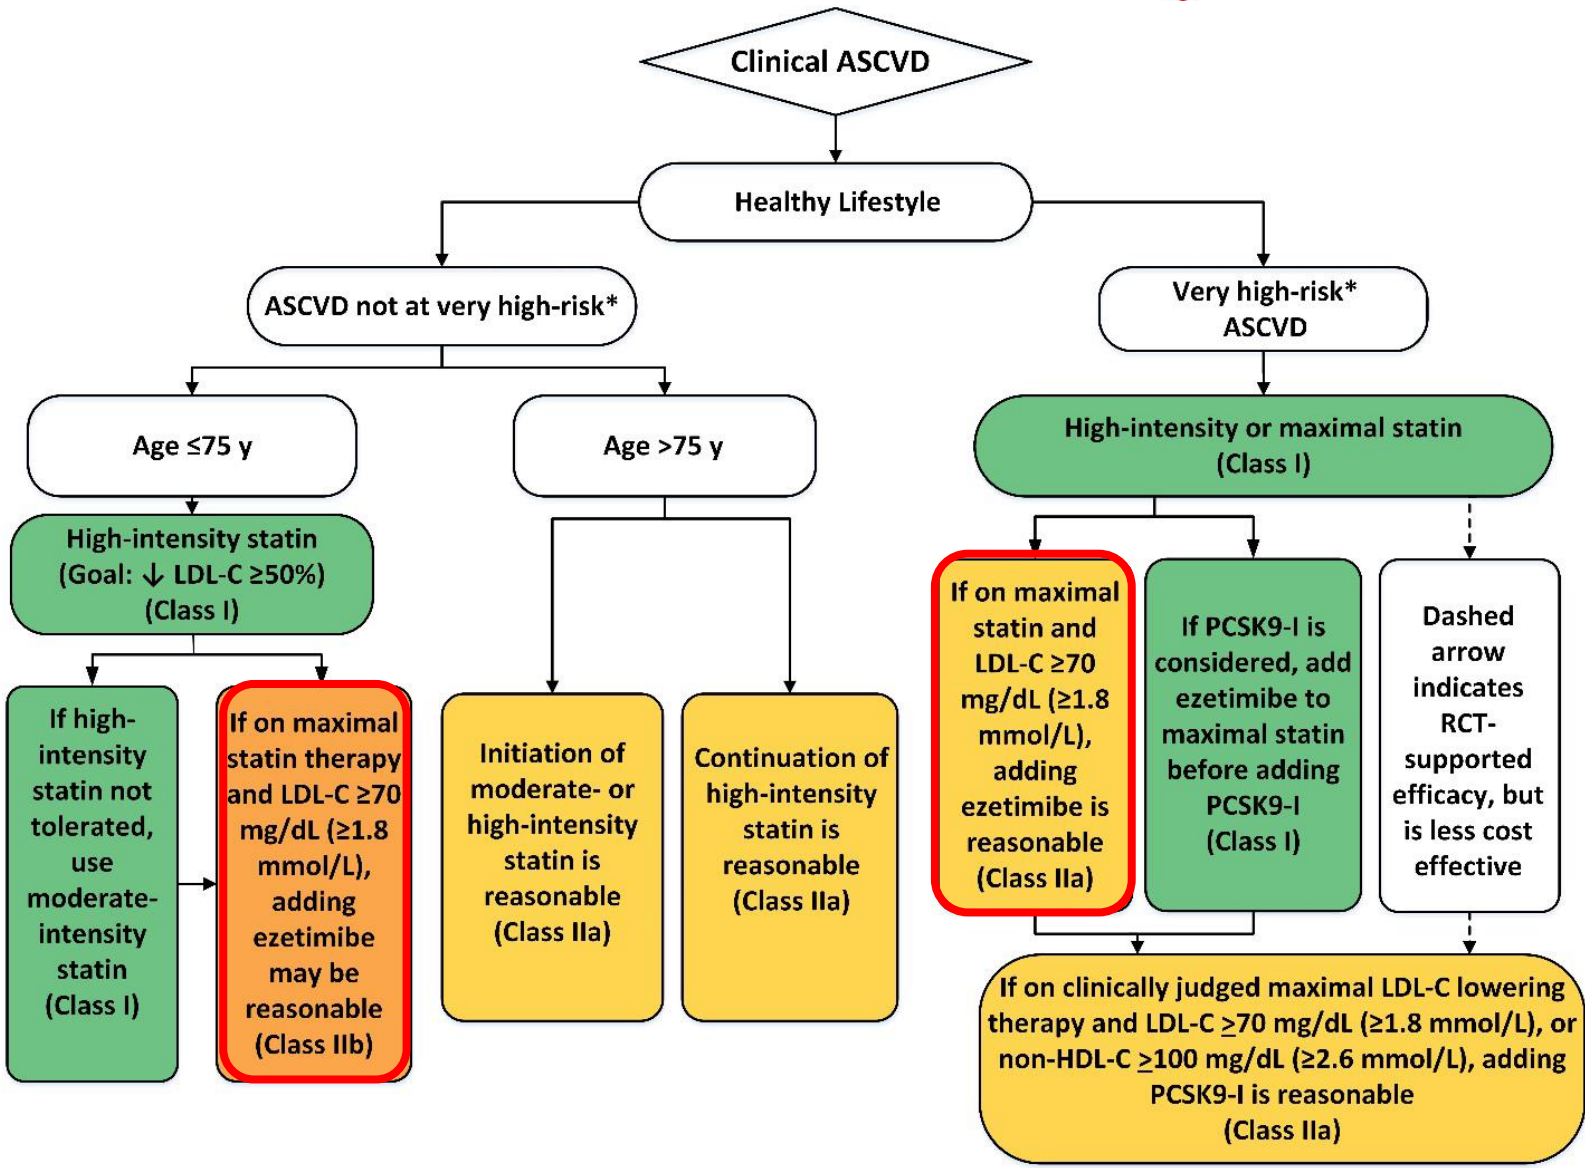 Clinical ASCVD
Healthy Lifestyle
ASCVD not at very high-risk*
Very high-risk*
ASCVD
Age ≤75 y
Age >75 y
High-intensity or maximal statin
(Class I)
High-intensity statin
(Goal: ↓ LDL-C ≥50%)
(Class I)
If high-
intensity
statin not
tolerated,
use
moderate-
intensity
statin
(Class I)
If on maximal
statin therapy
and LDL-C ≥70
mg/dL (≥1.8
mmol/L),
adding
ezetimibe
may be
reasonable
(Class IIb)
Initiation of
moderate- or
high-intensity
statin is
reasonable
(Class IIa)
Continuation of
high-intensity
statin is
reasonable
(Class IIa)
If on maximal
statin and
LDL-C ≥70
mg/dL (≥1.8
mmol/L),
adding
ezetimibe is
reasonable
(Class IIa)
If PCSK9-I is
considered, add
ezetimibe to
maximal statin
before adding
PCSK9-I
(Class I)
Dashed
arrow
indicates
RCT-
supported
efficacy, but
is less cost
effective
If on clinically judged maximal LDL-C lowering
therapy and LDL-C ≥70 mg/dL (≥1.8 mmol/L), or
non-HDL-C ≥100 mg/dL (≥2.6 mmol/L), adding
PCSK9-I is reasonable
(Class IIa)